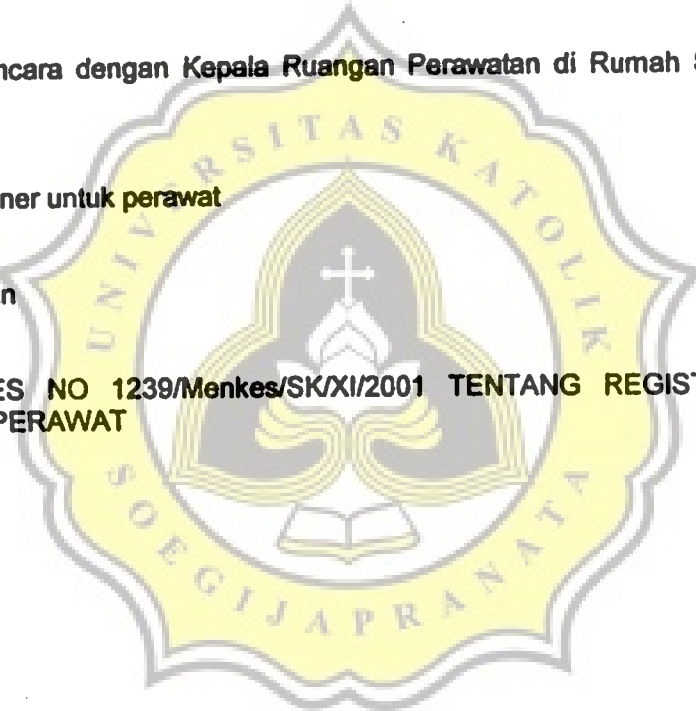 ncara dengan Kepala Ruangan Perawatan di Rumah
ner untuk perawat
n
ES NO 1239/Menkes/SK/XI/2001 TENTANG REGIST
PERAWAT
UNIVERSITAS KATOLIK
SOEGIJAPRANATA